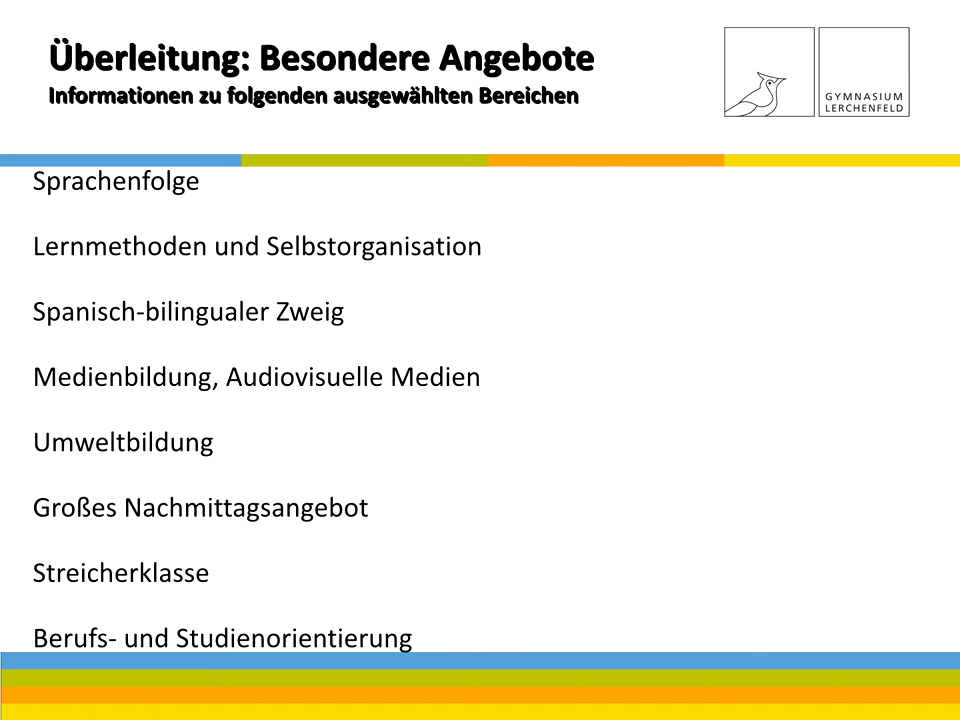 Überleitung: Besondere Angebote
Informationen zu folgenden ausgewählten Bereichen
GYMNASIUM
LERCHENFELD
Sprachenfolge
Lernmethoden und Selbstorganisation
Spanisch-bilingualer Zweig
Medienbildung, Audiovisuelle Medien
Umweltbildung
Großes Nachmittagsangebot
Streicherklasse
Berufs- und Studienorientierung